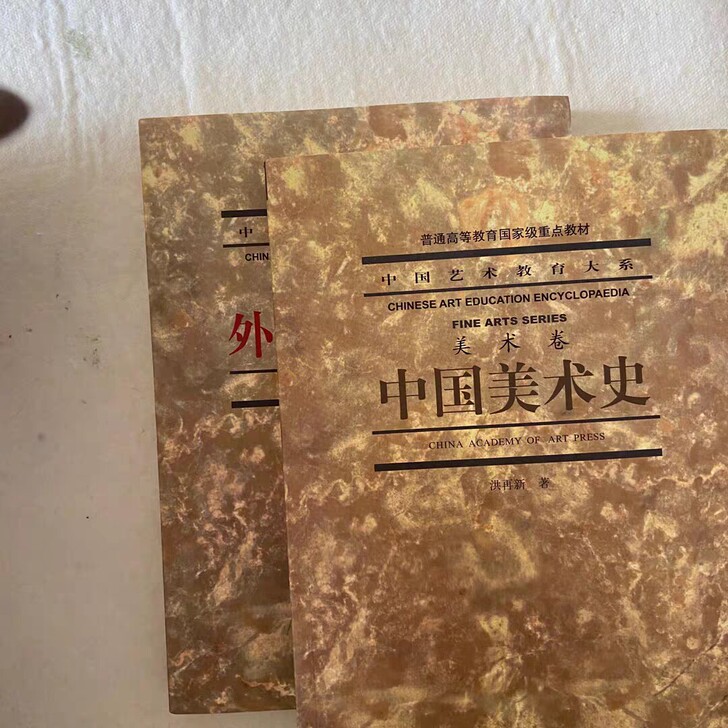 普通高等教育国家级重点教材
中国艺术教育大系
CHINESE ART EDUCATION ENCYCLOPAEDIA
FINE ARTS SERIES
美术卷
中国美术史
CHINA ACADEMY OF ART PRESS
洪再新 著
中
CHIN
外